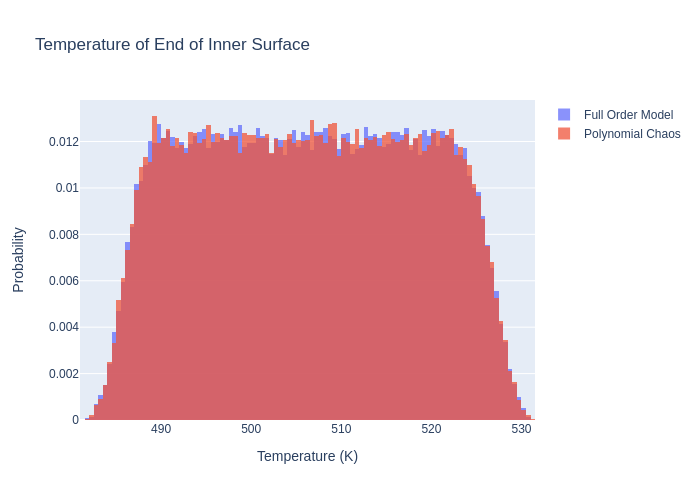 Temperature of End of Inner Surface
Full Order Model
Polynomial Chaos
0.012
0.01
0.008
0.006
0.004
0.002
0
Probability
490 500 510 520 530
Temperature (K)